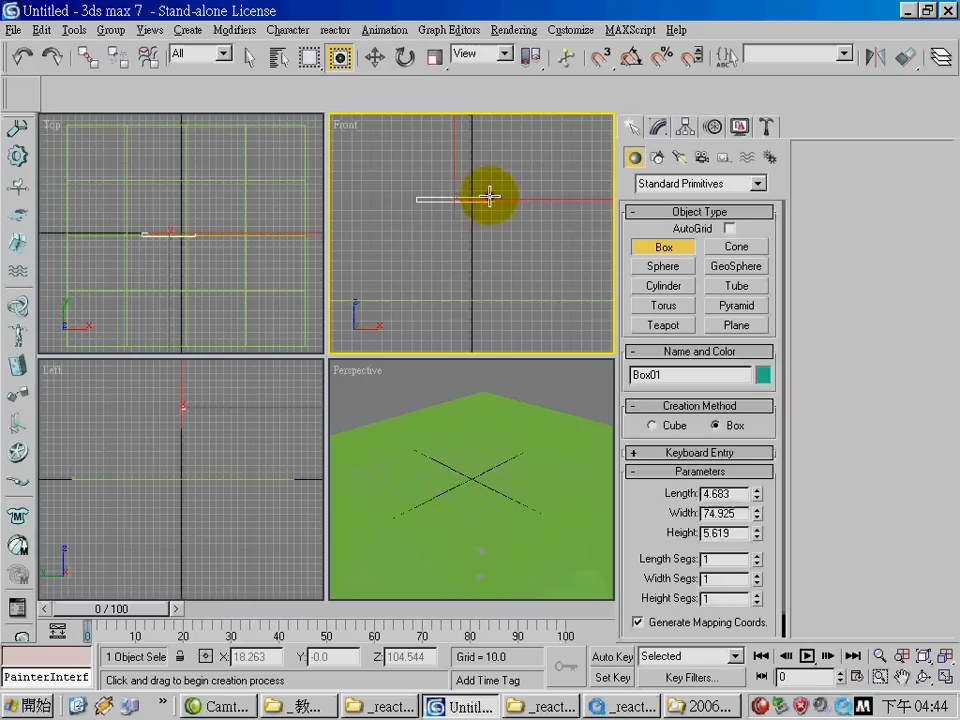 Untitled - 3ds max 7 - Stand-alone License
File Edit Tools Group Views Create Modifiers Character reactor Animation Graph Editors Rendering Customize MAXScript Help
All View
Top
Front
Standard Primitives
- Object Type
AutoGrid
Box Cone
Sphere GeoSphere
Cylinder Tube
Torus Pyramid
Teapot Plane
- Name and Color
Box01
- Creation Method
Cube Box
+ Keyboard Entry
- Parameters
Length: 4.683
Width: 74.925
Height: 5.619
Length Segs: 1
Width Segs: 1
Height Segs: 1
Generate Mapping Coords.
Left
Perspective
< 0 / 100 >
0 10 20 30 40 50 60 70 80 90 100
1 Object Sele X: 18.263 Y: -0.0 Z: 104.544 Grid = 10.0 Auto Key Selected
PainterInterf Click and drag to begin creation process Add Time Tag Set Key Key Filters... 0
開始 Camt... _教... _react... Untitl... _react... _react... 2006... 下午 04:44